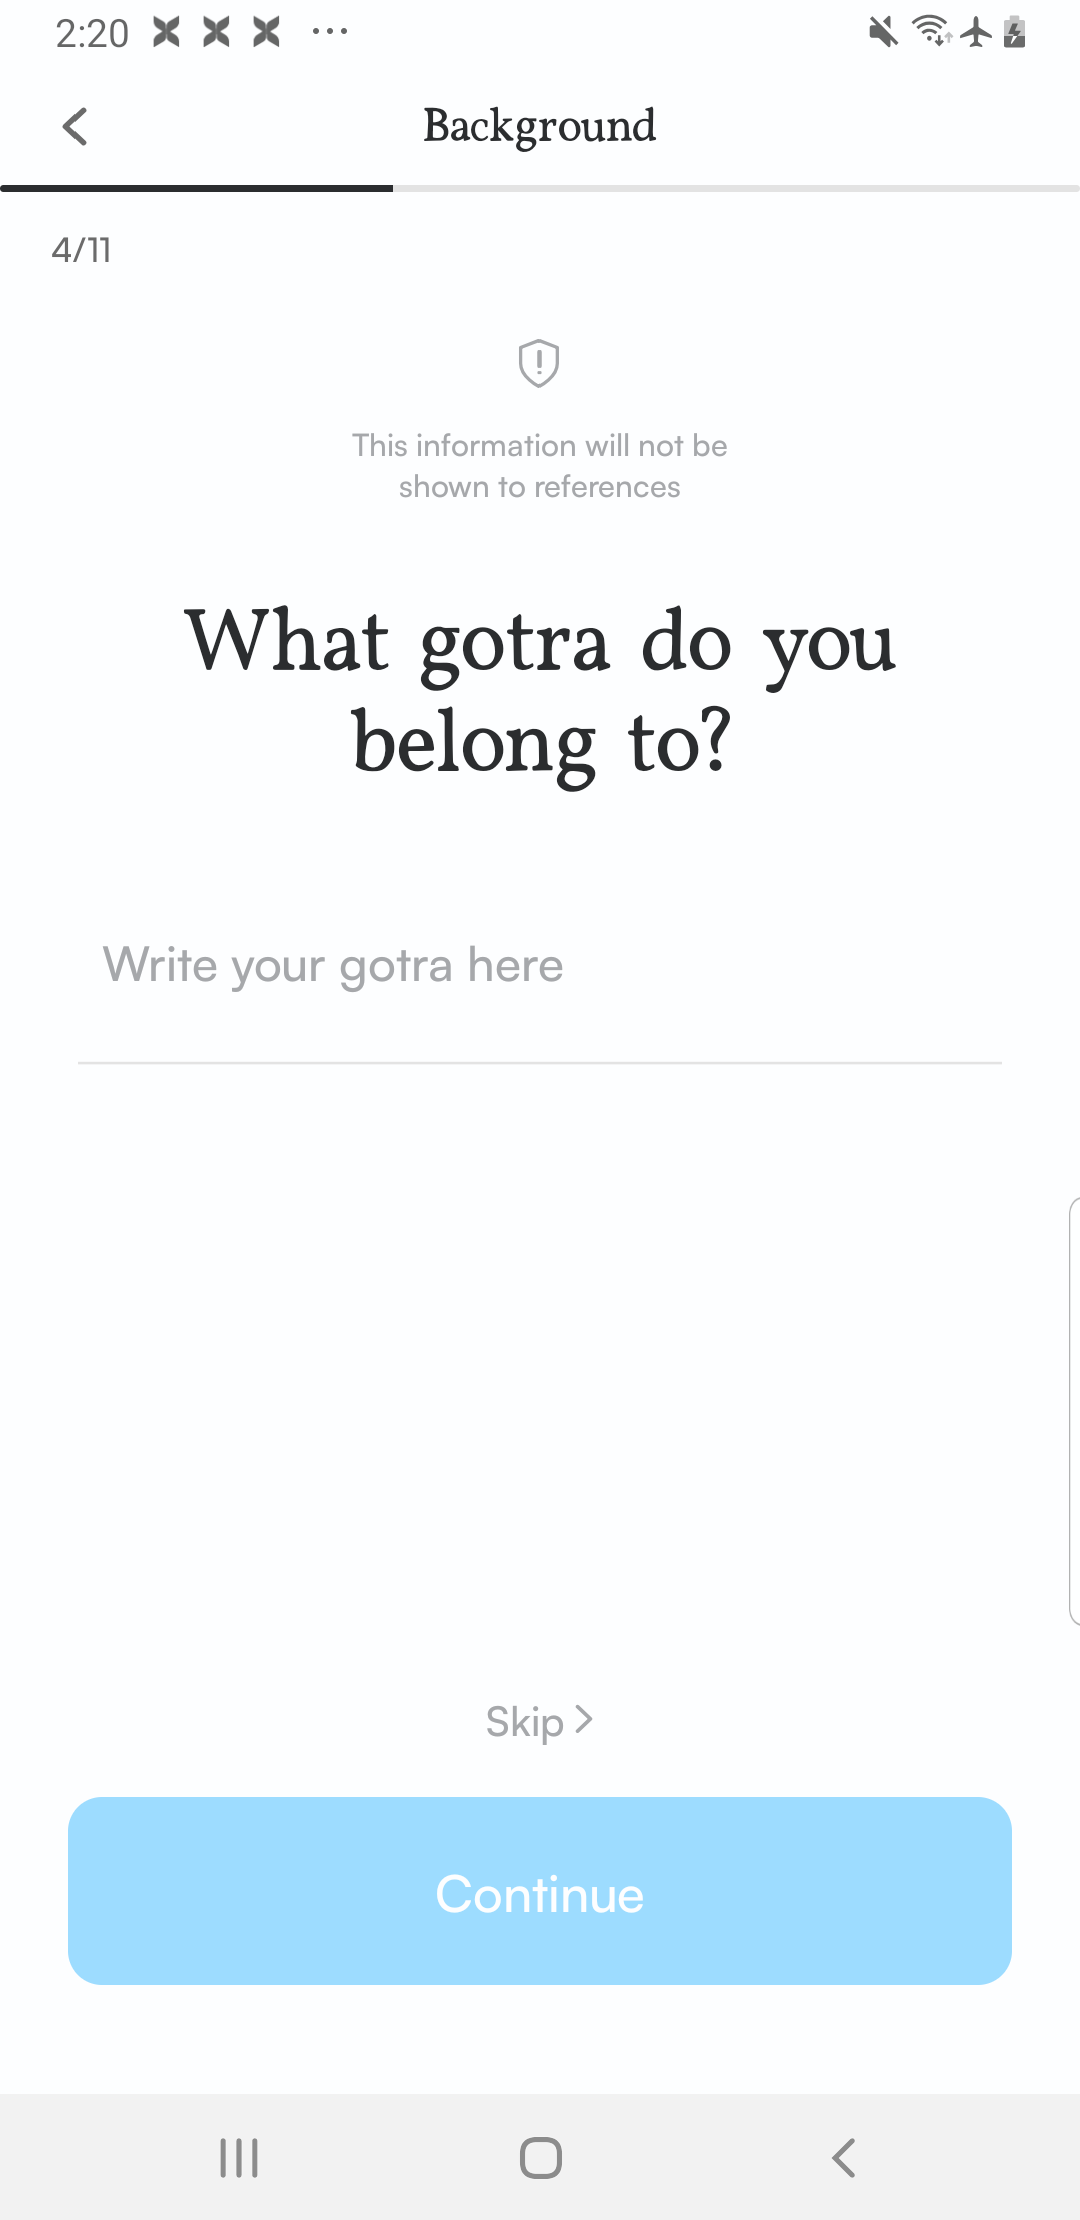 2:20
Background
4/11
This information will not be
shown to references
What gotra do you
belong to?
Write your gotra here
Skip
Continue